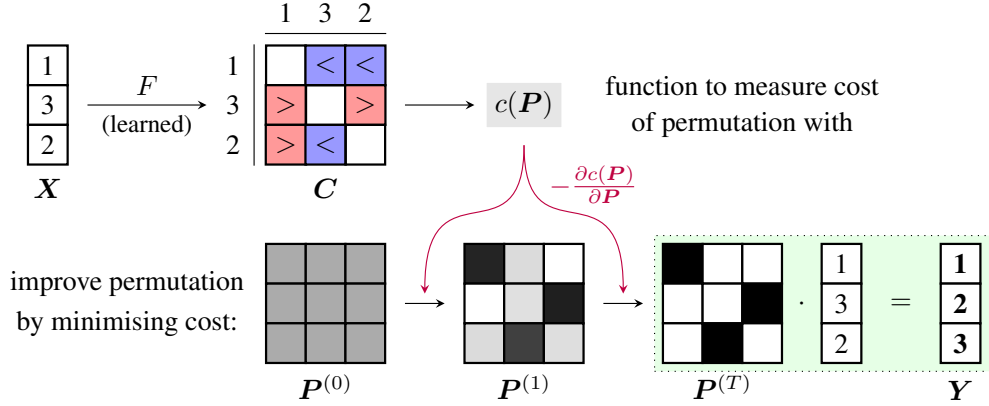 1 3 2
1
3
2
X
F
(learned)
1 < <
3 > >
2 > <
C
c(P)
function to measure cost
of permutation with
−∂c(P)/∂P
improve permutation
by minimising cost:
P^(0)
P^(1)
P^(T)
·
1
3
2
=
1
2
3
Y